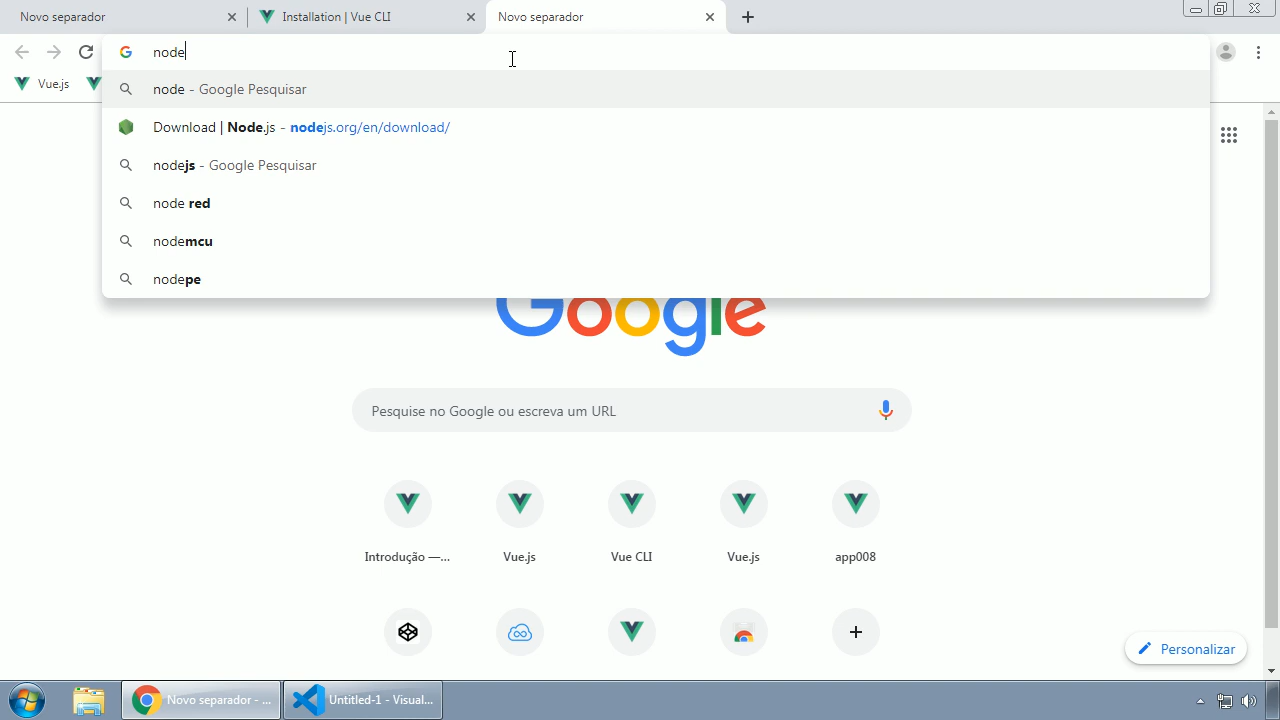 Novo separador
Installation | Vue CLI
Novo separador
node
Vue.js
node - Google Pesquisar
Download | Node.js - nodejs.org/en/download/
nodejs - Google Pesquisar
node red
nodemcu
nodepe
Google
Pesquise no Google ou escreva um URL
Introdução —...
Vue.js
Vue CLI
Vue.js
app008
Personalizar
Novo separador - ...
Untitled-1 - Visual...